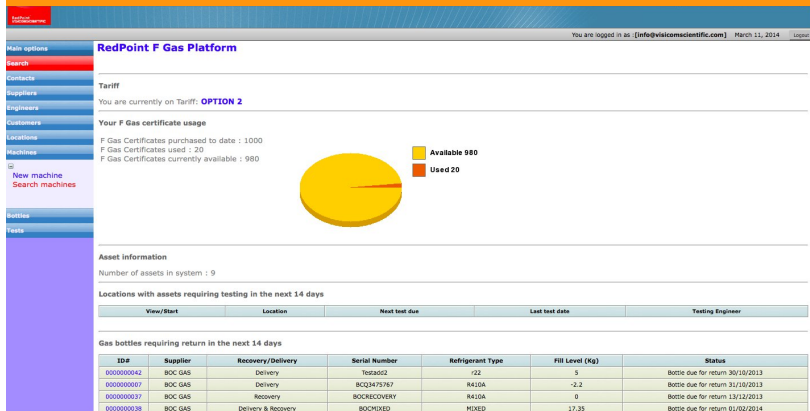 RedPoint
VISICOMSCIENTIFIC
You are logged in as :[info@visicomscientific.com] March 11, 2014 Logout
Main options
Search
Contacts
Suppliers
Engineers
Customers
Locations
Machines
New machine
Search machines
Bottles
Tests
RedPoint F Gas Platform
Tariff
You are currently on Tariff: OPTION 2
Your F Gas certificate usage
F Gas Certificates purchased to date : 1000
F Gas Certificates used : 20
F Gas Certificates currently available : 980
Available 980
Used 20
Asset information
Number of assets in system : 9
Locations with assets requiring testing in the next 14 days
View/Start Location Next test due Last test date Testing Engineer
Gas bottles requiring return in the next 14 days
ID# Supplier Recovery/Delivery Serial Number Refrigerant Type Fill Level (Kg) Status
0000000042 BOC GAS Delivery Testadd2 r22 5 Bottle due for return 30/10/2013
0000000007 BOC GAS Delivery BCQ3475767 R410A -2.2 Bottle due for return 31/10/2013
0000000037 BOC GAS Recovery BOCRECOVERY R410A 0 Bottle due for return 13/12/2013
0000000038 BOC GAS Delivery & Recovery BOCMIXED MIXED 17.35 Bottle due for return 01/02/2014